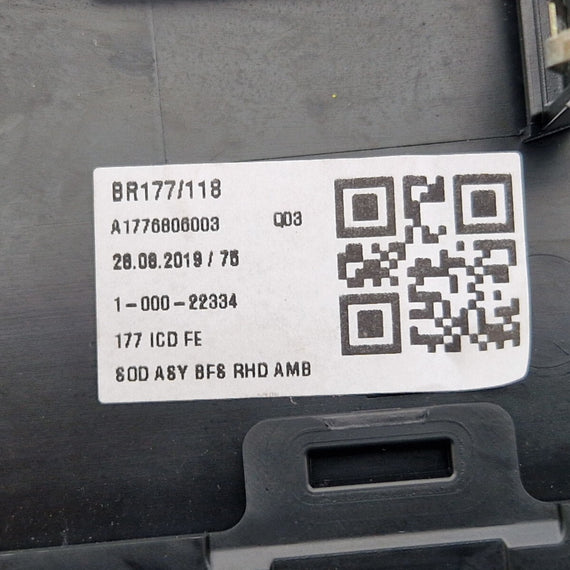 BR177/118
A1776806003 Q03
28.08.2019 / 75
1-000-22334
177 ICD FE
SOD ASY BFS RHD AMB